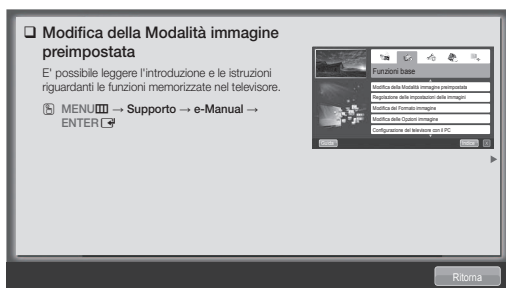 ❑ Modifica della Modalità immagine
preimpostata
E' possibile leggere l'introduzione e le istruzioni
riguardanti le funzioni memorizzate nel televisore.
MENU → Supporto → e-Manual →
ENTER
Funzioni base
Modifica della Modalità immagine preimpostata
Regolazione delle impostazioni delle immagini
Modifica del Formato immagine
Modifica delle Opzioni immagine
Configurazione del televisore con il PC
Guida
Indice
X
Ritorna